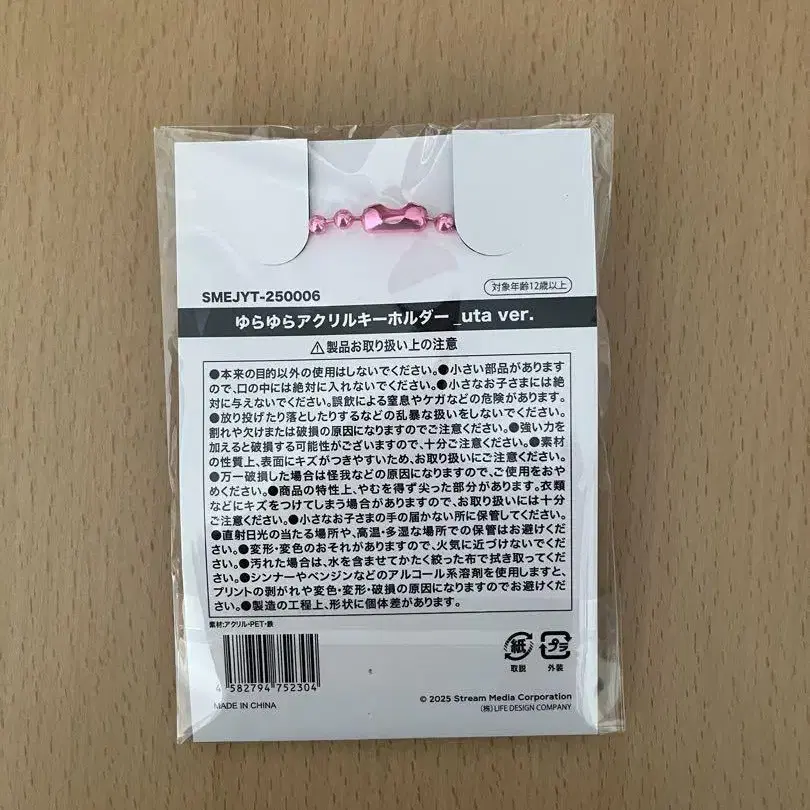 対象年齢12歳以上
SMEJYT-250006
ゆらゆらアクリルキーホルダー_uta ver.
⚠製品お取り扱い上の注意
●本来の目的以外の使用はしないでください。●小さい部品があります
ので、口の中には絶対に入れないでください。●小さなお子さまには絶
対に与えないでください。誤飲による窒息やケガなどの危険があります。
●放り投げたり落としたりするなどの乱暴な扱いをしないでください。
割れや欠けまたは破損の原因になりますのでご注意ください。●強い力を
加えると破損する可能性がございますので、十分ご注意ください。●素材
の性質上、表面にキズがつきやすいため、お取り扱いにご注意ください。
●万一破損した場合は怪我などの原因になりますので、ご使用をおや
めください。●商品の特性上、やむを得ず尖った部分があります。衣類
などにキズをつけてしまう場合がありますので、お取り扱いには十分
ご注意ください。●小さなお子さまの手の届かない所に保管してください。
●直射日光の当たる場所や、高温・多湿な場所での保管はお避けくだ
さい。●変形・変色のおそれがありますので、火気に近づけないでくだ
さい。●汚れた場合は、水を含ませてかたく絞った布で拭き取ってくだ
さい。●シンナーやベンジンなどのアルコール系溶剤を使用しますと、
プリントの剥がれや変色・変形・破損の原因になりますのでお避けくだ
さい。●製造の工程上、形状に個体差があります。
素材:アクリル・PET・鉄
紙
取説
プラ
外装
4 582794 752304
MADE IN CHINA
© 2025 Stream Media Corporation
(株)LIFE DESIGN COMPANY